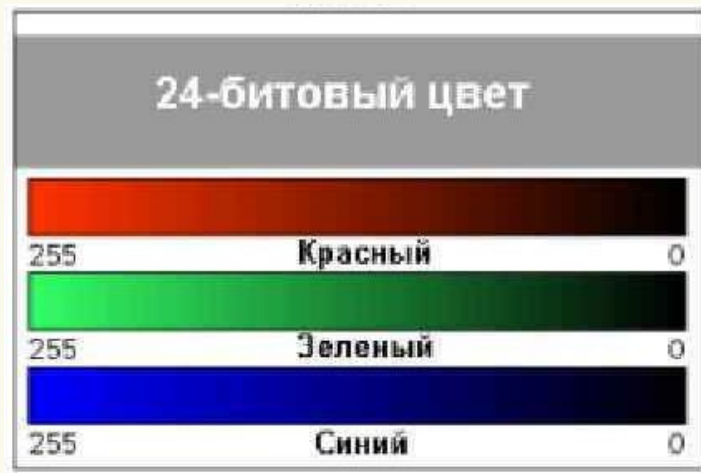 24-битовый цвет
255 Красный 0
255 Зеленый 0
255 Синий 0